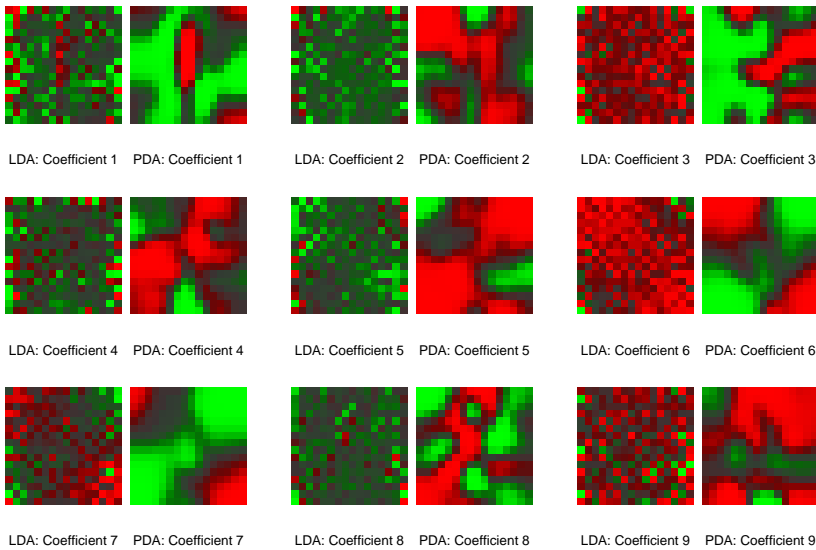 LDA: Coefficient 1 PDA: Coefficient 1 LDA: Coefficient 2 PDA: Coefficient 2 LDA: Coefficient 3 PDA: Coefficient 3
LDA: Coefficient 4 PDA: Coefficient 4 LDA: Coefficient 5 PDA: Coefficient 5 LDA: Coefficient 6 PDA: Coefficient 6
LDA: Coefficient 7 PDA: Coefficient 7 LDA: Coefficient 8 PDA: Coefficient 8 LDA: Coefficient 9 PDA: Coefficient 9